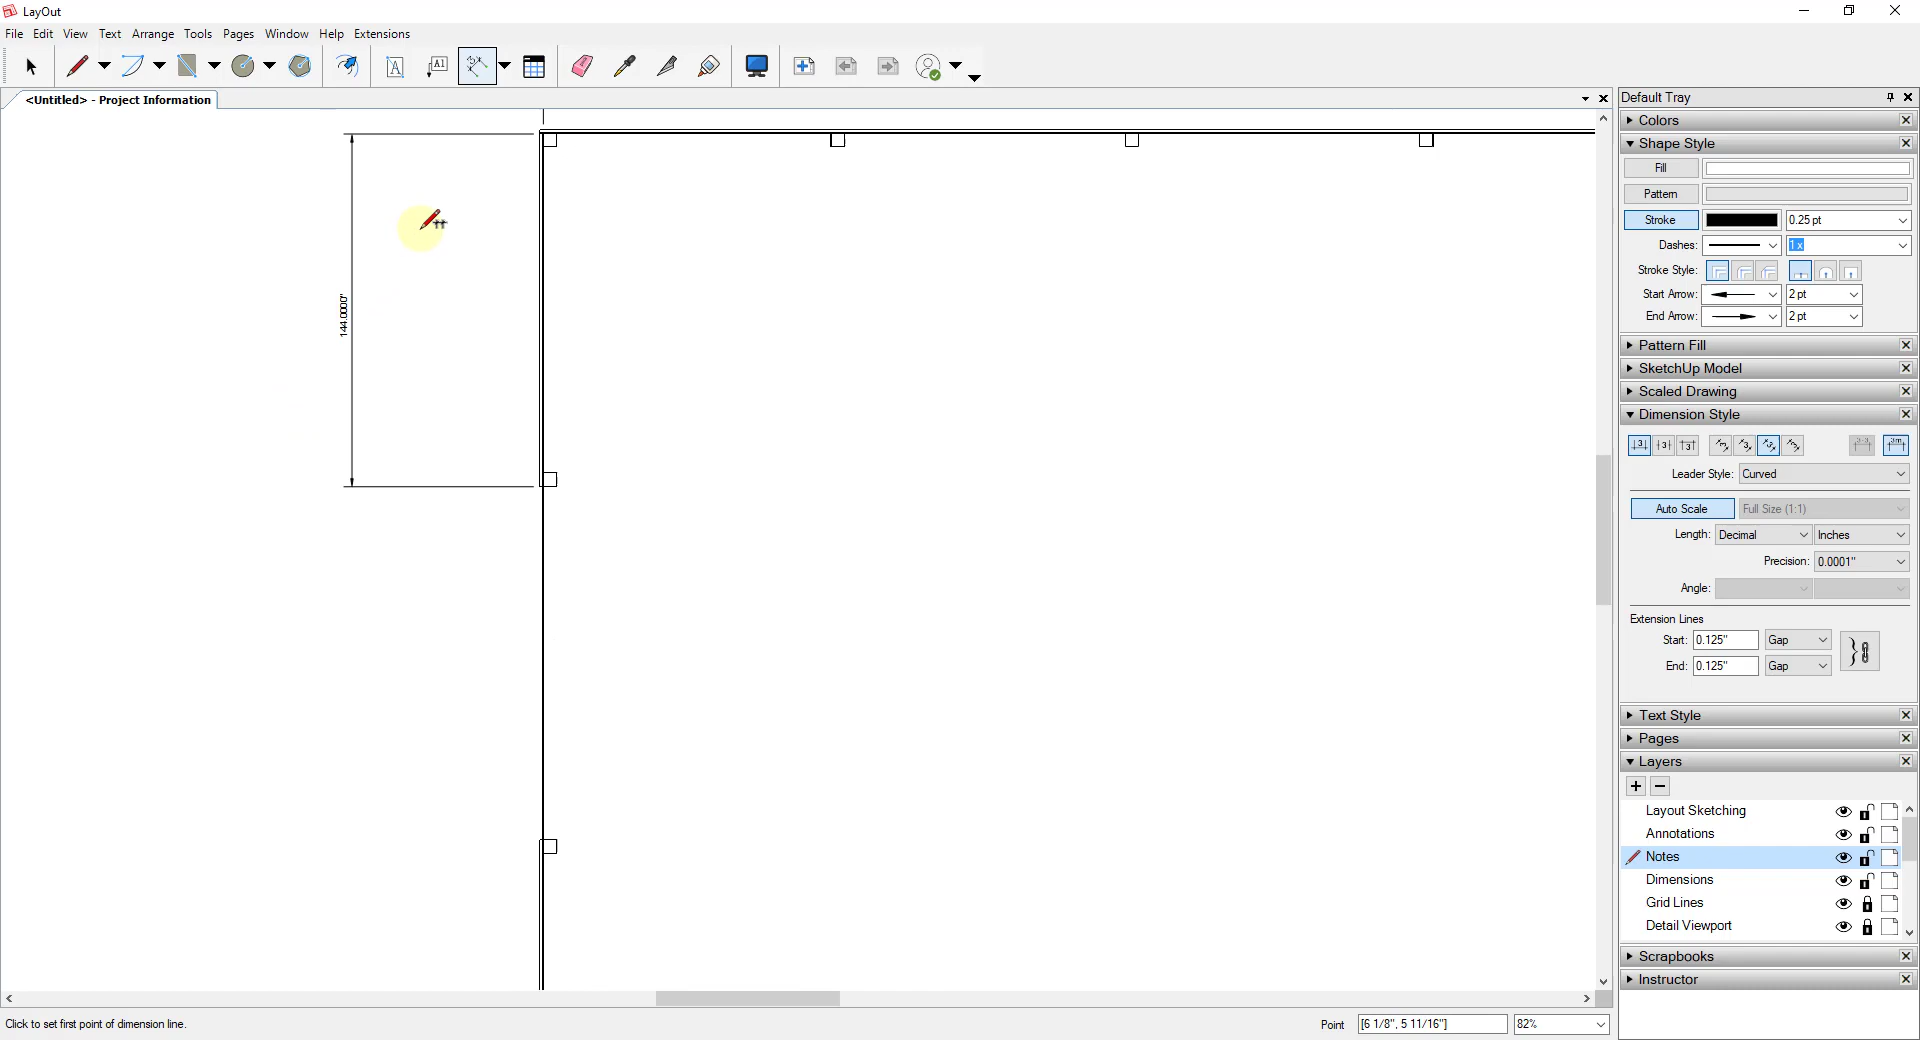 LayOut
File Edit View Text Arrange Tools Pages Window Help Extensions
A A1
<Untitled> - Project Information
144.0000"
Default Tray
Colors
Shape Style
Fill
Pattern
Stroke 0.25 pt
Dashes: 1 x
Stroke Style:
Start Arrow: 2 pt
End Arrow: 2 pt
Pattern Fill
SketchUp Model
Scaled Drawing
Dimension Style
Leader Style: Curved
Auto Scale Full Size (1:1)
Length: Decimal Inches
Precision: 0.0001"
Angle:
Extension Lines
Start: 0.125" Gap
End: 0.125" Gap
Text Style
Pages
Layers
Layout Sketching
Annotations
Notes
Dimensions
Grid Lines
Detail Viewport
Scrapbooks
Instructor
Click to set first point of dimension line. Point [6 1/8", 5 11/16"] 82%